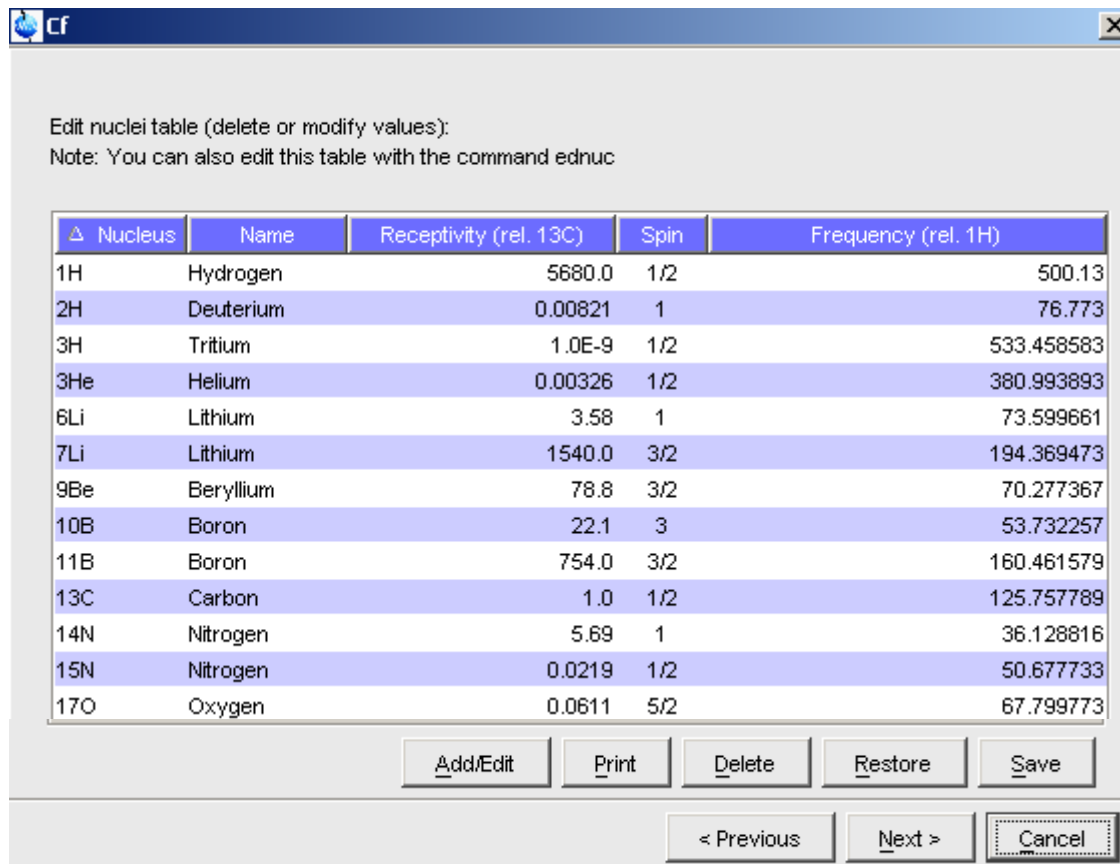 Cf
Edit nuclei table (delete or modify values):
Note: You can also edit this table with the command ednuc
Δ Nucleus Name Receptivity (rel. 13C) Spin Frequency (rel. 1H)
1H Hydrogen 5680.0 1/2 500.13
2H Deuterium 0.00821 1 76.773
3H Tritium 1.0E-9 1/2 533.458583
3He Helium 0.00326 1/2 380.993893
6Li Lithium 3.58 1 73.599661
7Li Lithium 1540.0 3/2 194.369473
9Be Beryllium 78.8 3/2 70.277367
10B Boron 22.1 3 53.732257
11B Boron 754.0 3/2 160.461579
13C Carbon 1.0 1/2 125.757789
14N Nitrogen 5.69 1 36.128816
15N Nitrogen 0.0219 1/2 50.677733
17O Oxygen 0.0611 5/2 67.799773
Add/Edit Print Delete Restore Save
< Previous Next > Cancel